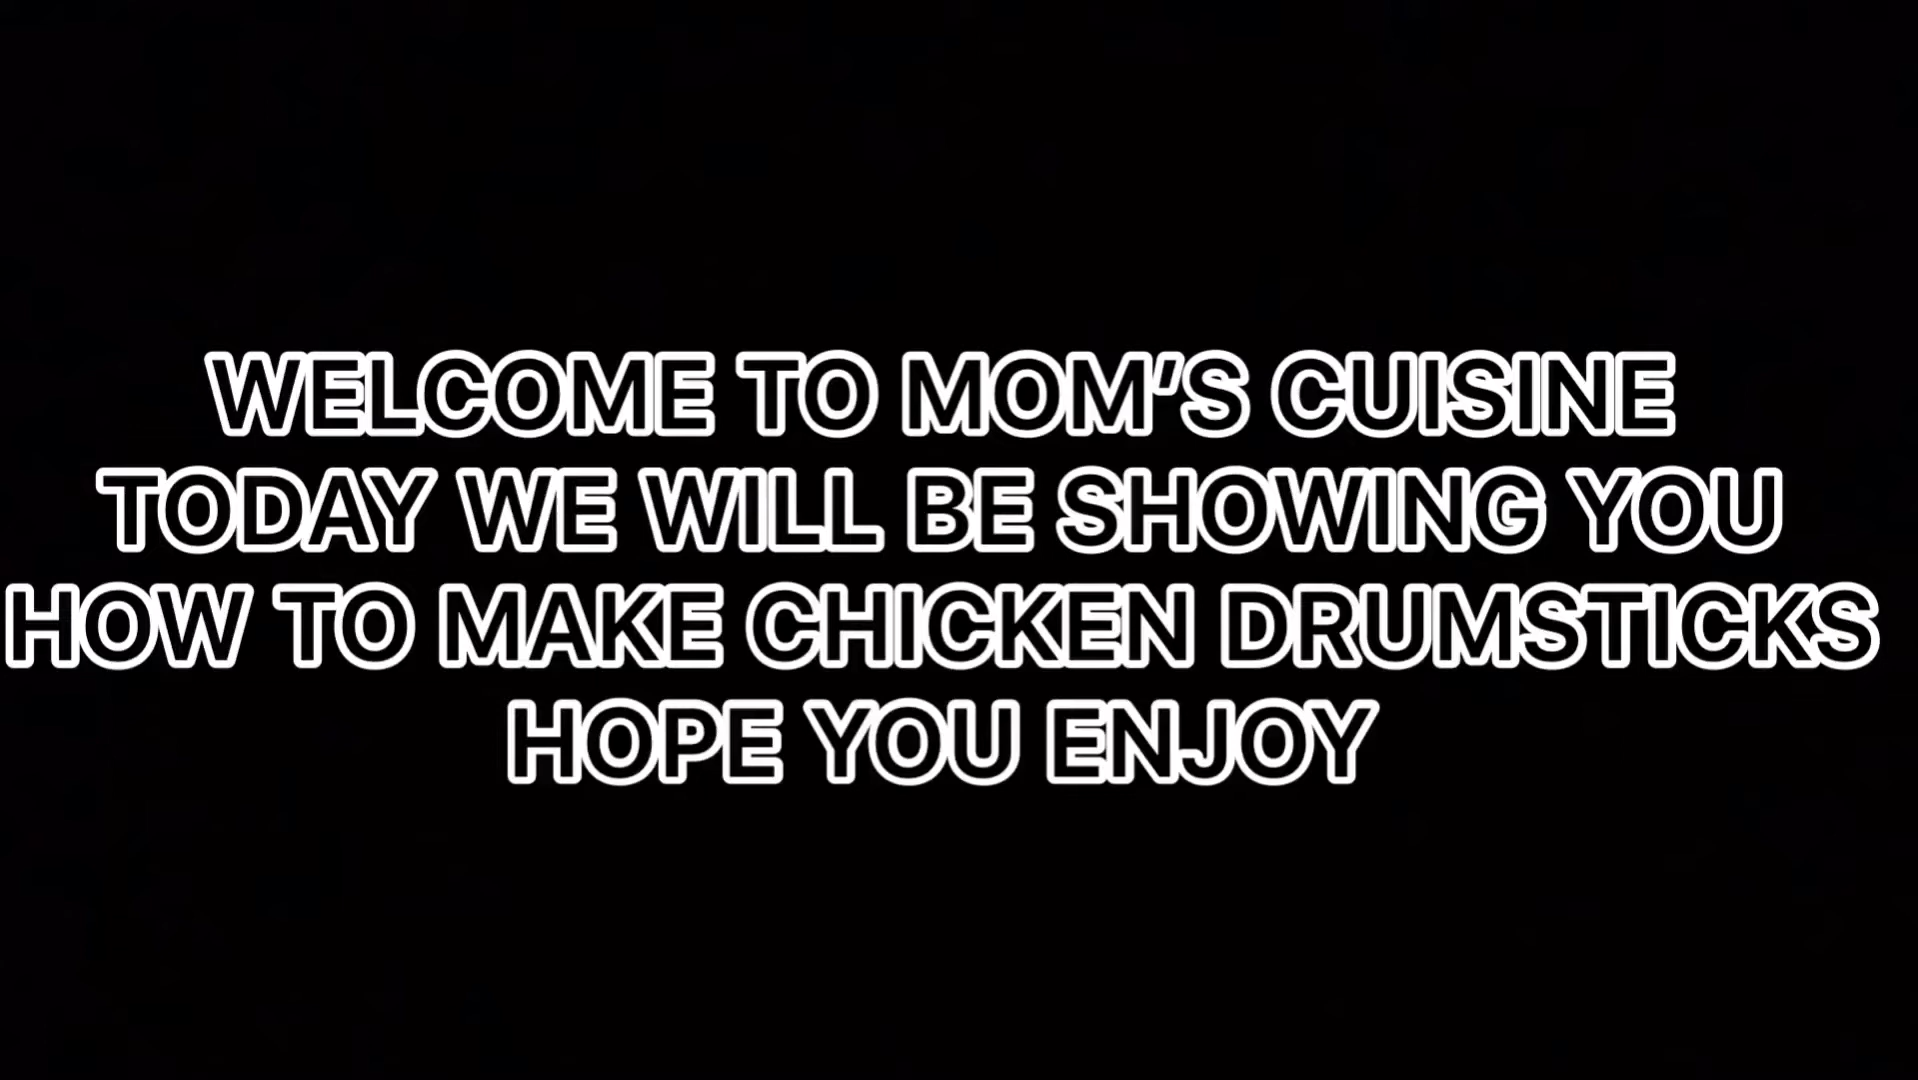 WELCOME TO MOM'S CUISINE
TODAY WE WILL BE SHOWING YOU
HOW TO MAKE CHICKEN DRUMSTICKS
HOPE YOU ENJOY